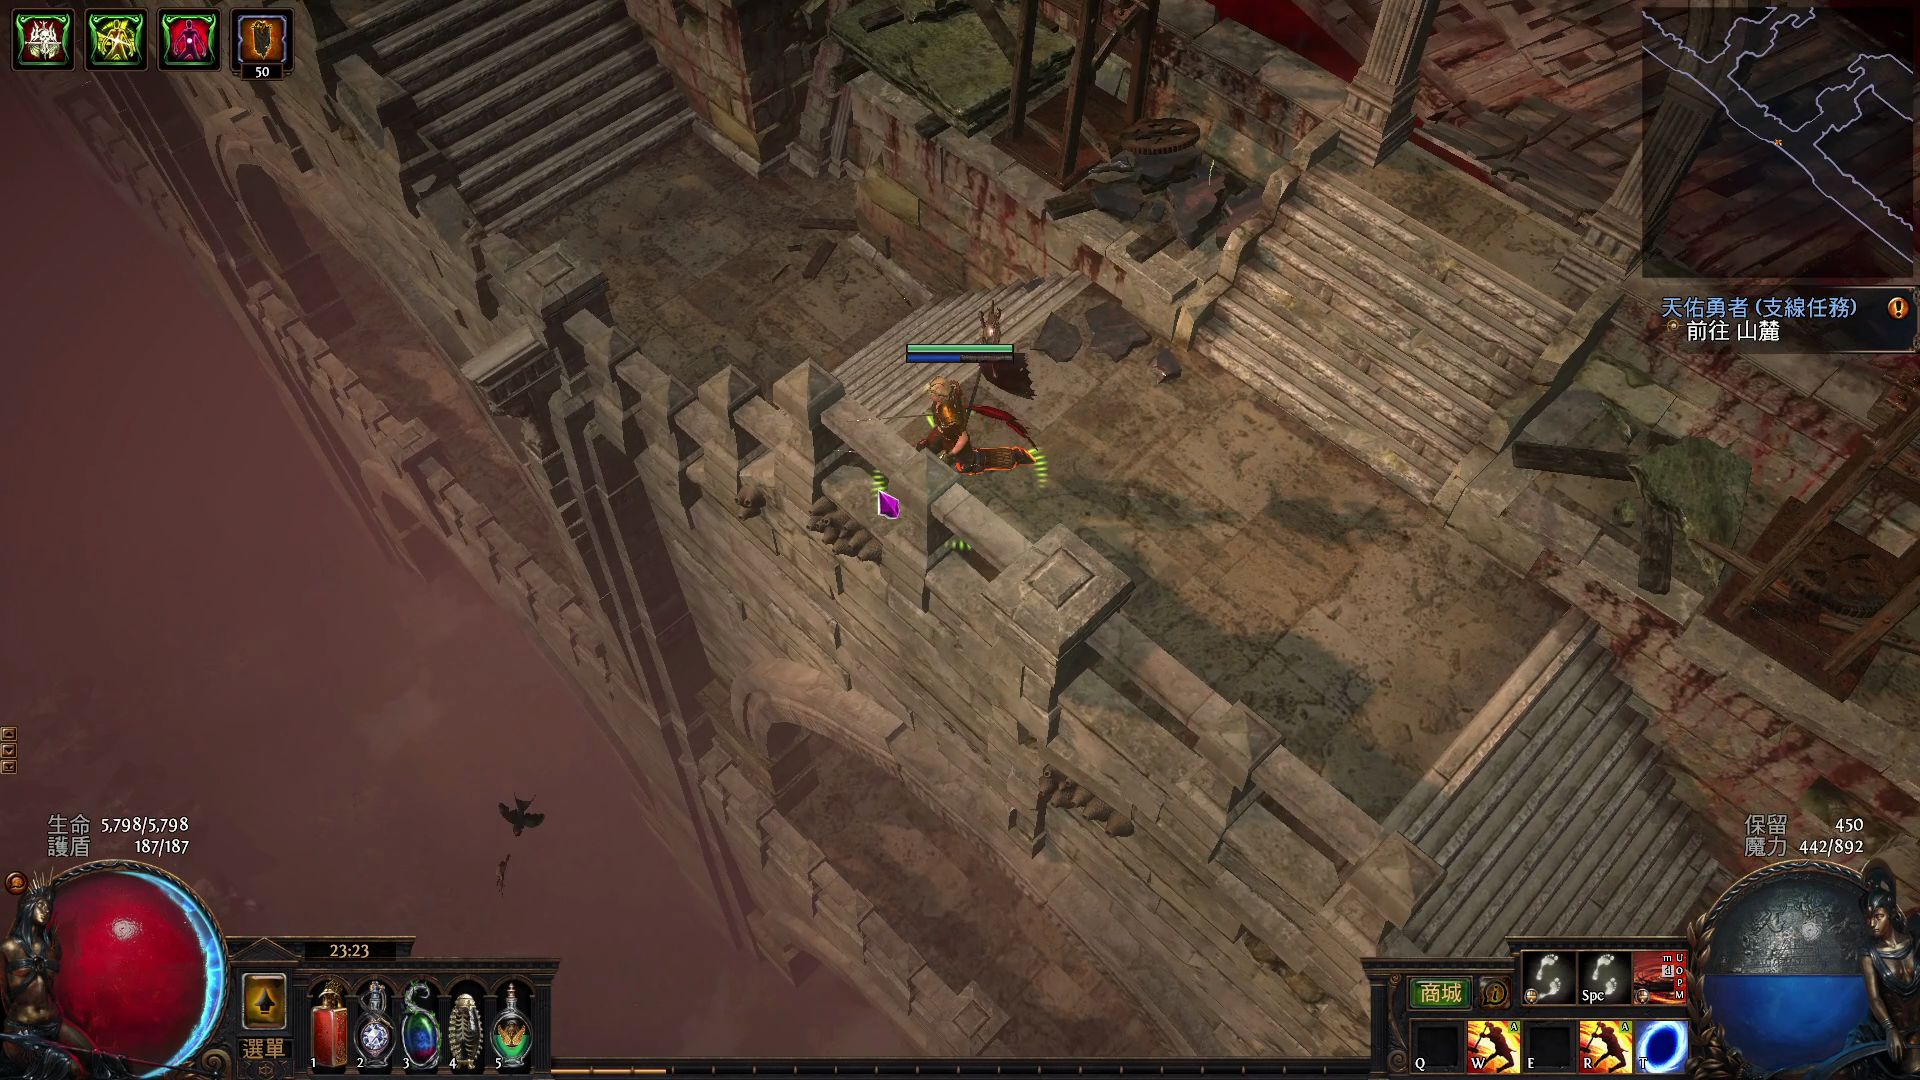 50
天佑勇者 (支線任務)
前往 山麓
生命 5,798/5,798
護盾 187/187
保留 450
魔力 442/892
23:23
選單
1 2 3 4 5
商城
Spc
m U
d O
P
M
Q W A E R A T